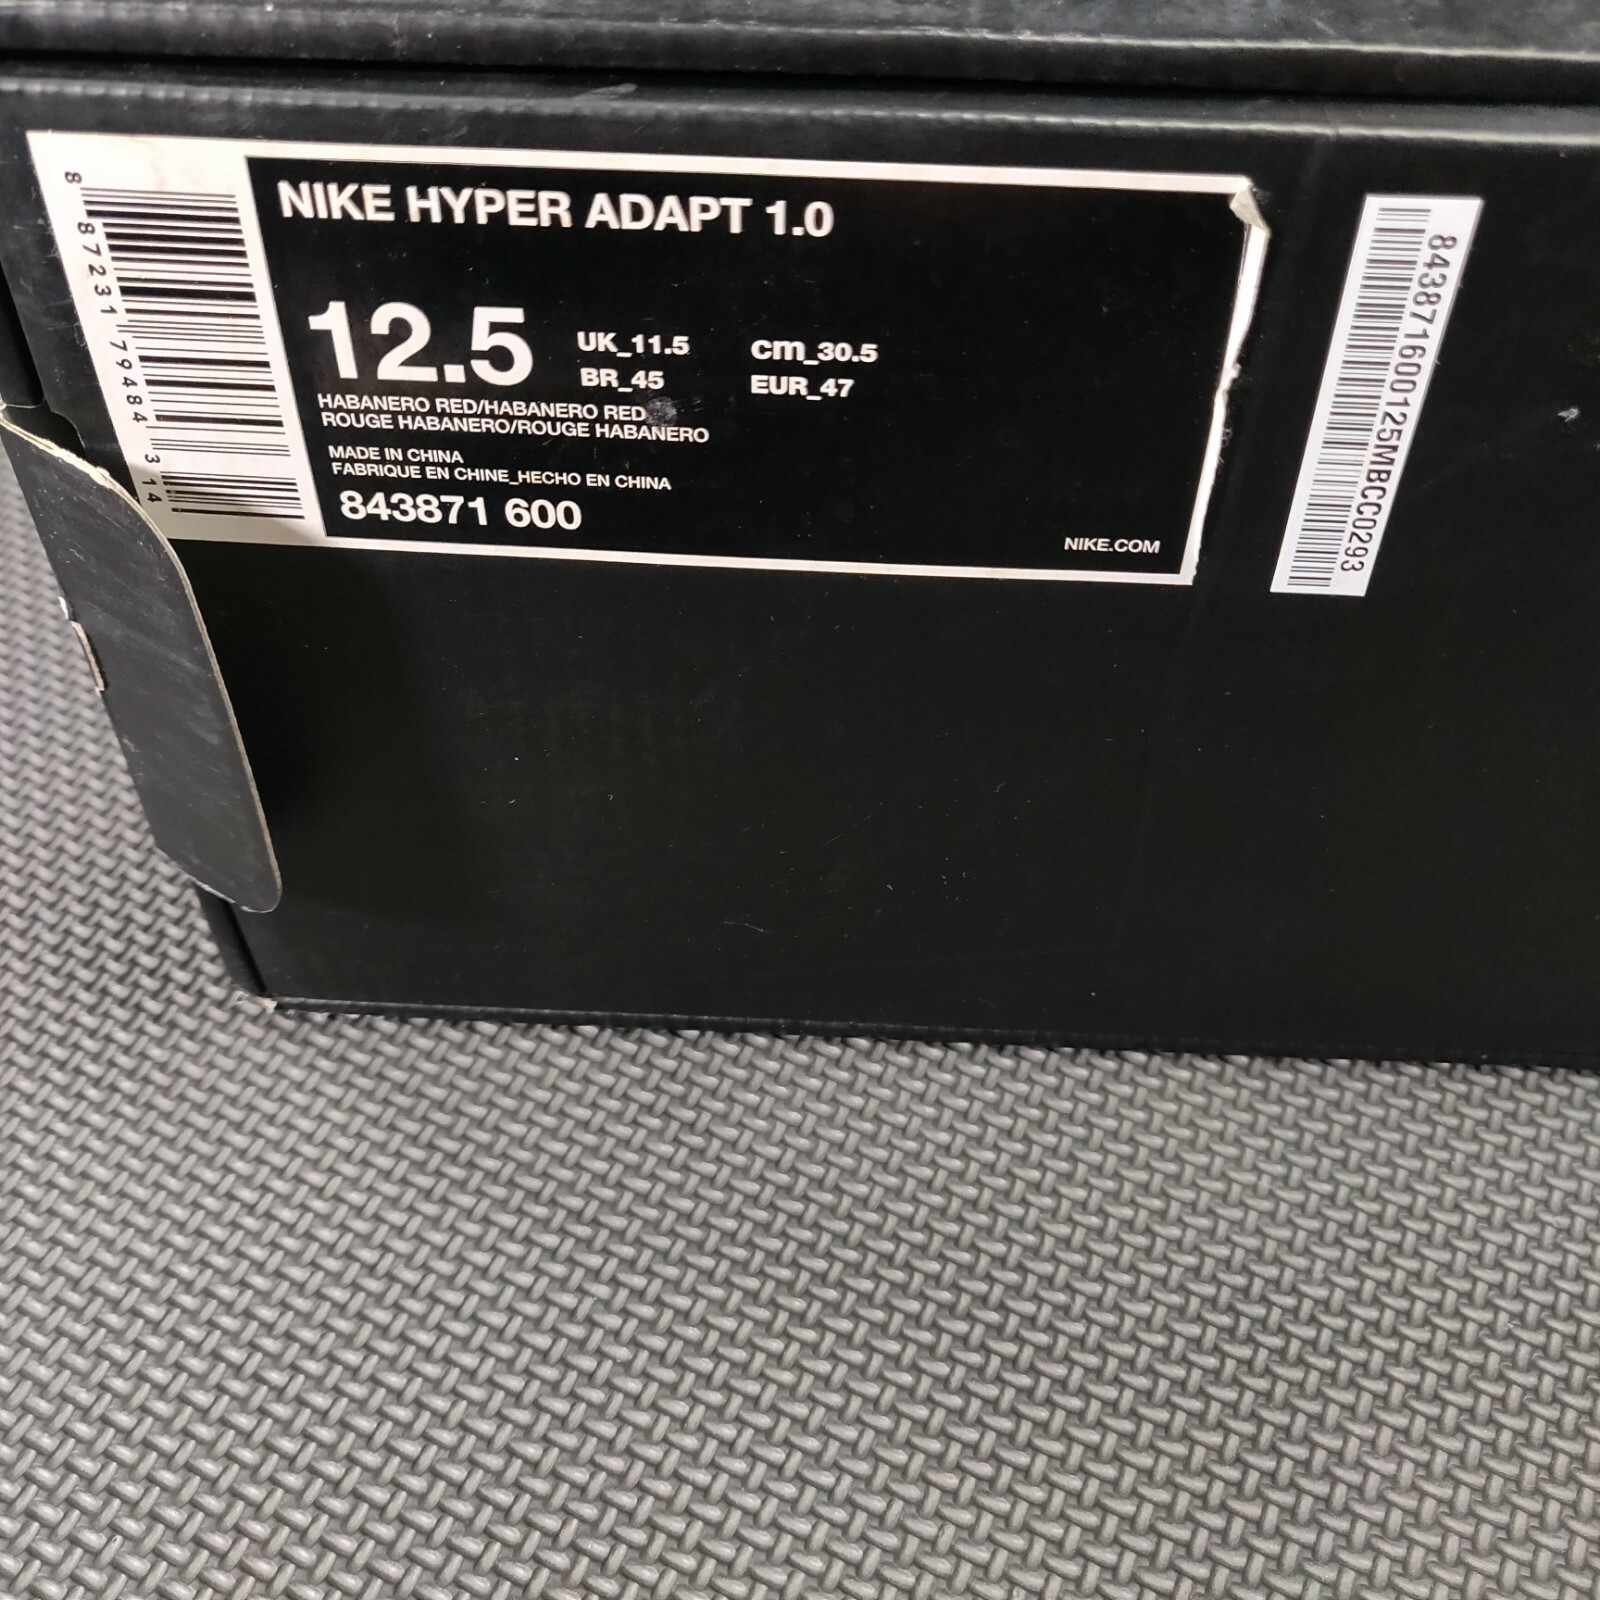 NIKE HYPER ADAPT 1.0
12.5
UK_11.5 cm_30.5
BR_45 EUR_47
HABANERO RED/HABANERO RED
ROUGE HABANERO/ROUGE HABANERO
MADE IN CHINA
FABRIQUE EN CHINE_HECHO EN CHINA
843871 600
NIKE.COM
8 87231 79484 3 14
843871600125MBCC0293